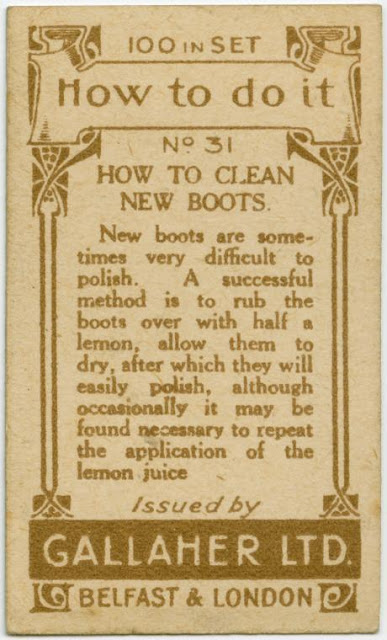 100 IN SET
How to do it
Nº 31
HOW TO CLEAN
NEW BOOTS.
New boots are some-
times very difficult to
polish. A successful
method is to rub the
boots over with half a
lemon, allow them to
dry, after which they will
easily polish, although
occasionally it may be
found necessary to repeat
the application of the
lemon juice
Issued by
GALLAHER LTD.
BELFAST & LONDON